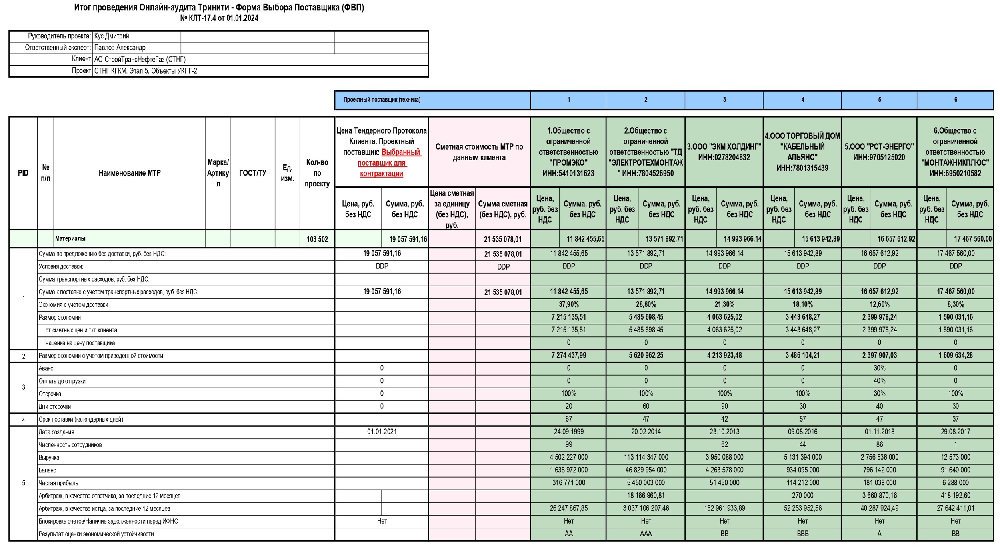 Итог проведения Онлайн-аудита Тринити - Форма Выбора Поставщика (ФВП)
№ КЛТ-17.4 от 01.01.2024
Руководитель проекта: Кус Дмитрий
Ответственный эксперт: Павлов Александр
Клиент АО СтройТрансНефтеГаз (СТНГ)
Проект СТНГ КГКМ. Этап 5. Объекты УКПГ-2
Проектный поставщик (техника) 1 2 3 4 5 6
PID
№
п/п
Наименование МТР
Марка/
Артику
л
ГОСТ/ТУ
Ед.
изм.
Кол-во
по
проекту
Цена Тендерного Протокола
Клиента. Проектный
поставщик: Выбранный
поставщик для
контрактации
Сметная стоимость МТР по
данным клиента
1.Общество с
ограниченной
ответственностью
"ПРОМЭКО"
ИНН:5410131623
2.Общество с
ограниченной
ответственностью "ТД
"ЭЛЕКТРОТЕХМОНТАЖ
" ИНН:7804526950
3.ООО "ЭКМ ХОЛДИНГ"
ИНН:0278204832
4.ООО ТОРГОВЫЙ ДОМ
"КАБЕЛЬНЫЙ
АЛЬЯНС"
ИНН:7801315439
5.ООО "РСТ-ЭНЕРГО"
ИНН:9705125020
6.Общество с
ограниченной
ответственностью
"МОНТАЖНИКПЛЮС"
ИНН:6950210582
Цена, руб.
без НДС
Сумма, руб.
без НДС
Цена сметная
за единицу
(без НДС),
руб.
Сумма сметная
(без НДС), руб.
Цена,
руб. без
НДС
Сумма, руб.
без НДС
Цена,
руб. без
НДС
Сумма, руб.
без НДС
Цена,
руб. без
НДС
Сумма, руб.
без НДС
Цена,
руб. без
НДС
Сумма, руб.
без НДС
Цена,
руб. без
НДС
Сумма, руб.
без НДС
Цена,
руб. без
НДС
Сумма, руб.
без НДС
Материалы 103 502 19 057 591,16 21 535 078,01 11 842 455,65 13 571 892,71 14 993 966,14 15 613 942,89 16 657 612,92 17 467 560,00
1
Сумма по предложению без доставки, руб. без НДС: 19 057 591,16 21 535 078,01 11 842 455,65 13 571 892,71 14 993 966,14 15 613 942,89 16 657 612,92 17 467 560,00
Условия доставки: DDP DDP DDP DDP DDP DDP DDP DDP
Сумма транспортных расходов, руб. без НДС:
Сумма к поставке с учетом транспортных расходов, руб. без НДС: 19 057 591,16 21 535 078,01 11 842 455,65 13 571 892,71 14 993 966,14 15 613 942,89 16 657 612,92 17 467 560,00
Экономия с учетом доставки 37,90% 28,80% 21,30% 18,10% 12,60% 8,30%
Размер экономии 7 215 135,51 5 485 698,45 4 063 625,02 3 443 648,27 2 399 978,24 1 590 031,16
от сметных цен и ткп клиента 7 215 135,51 5 485 698,45 4 063 625,02 3 443 648,27 2 399 978,24 1 590 031,16
наценка на цену поставщика 0 0 0 0 0 0
2 Размер экономии с учетом приведенной стоимости 7 274 437,99 5 620 962,25 4 213 923,48 3 486 104,21 2 397 907,03 1 609 634,28
3
Аванс 0 0 0 0 0 30% 0
Оплата до отгрузки 0 0 0 0 0 40% 0
Отсрочка 0 100% 100% 100% 100% 30% 100%
Дни отсрочки 0 20 60 90 30 40 30
4 Срок поставки (календарных дней) 67 47 42 57 47 37
5
Дата создания 01.01.2021 24.09.1999 20.02.2014 23.10.2013 09.08.2016 01.11.2018 29.08.2017
Численность сотрудников 99 62 44 86 1
Выручка 4 502 227 000 113 114 347 000 3 950 088 000 5 131 394 000 2 756 536 000 12 573 000
Баланс 1 638 972 000 46 829 954 000 4 263 578 000 934 095 000 796 142 000 91 640 000
Чистая прибыль 316 771 000 5 450 003 000 51 450 000 114 212 000 181 038 000 6 288 000
Арбитраж, в качестве ответчика, за последние 12 месяцев 18 166 960,81 270 000 3 660 870,16 418 192,60
Арбитраж, в качестве истца, за последние 12 месяцев 26 247 867,85 3 037 106 207,46 152 961 933,89 52 253 952,56 40 287 924,49 27 642 411,01
Блокировка счетов/Наличие задолженности перед ИФНС Нет Нет Нет Нет Нет Нет Нет
Результат оценки экономической устойчивости AA AAA BB BBB A BB